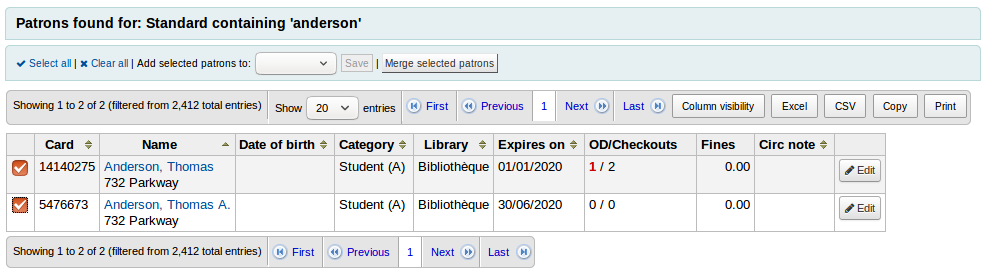 Patrons found for: Standard containing 'anderson'
Select all | Clear all | Add selected patrons to: Save | Merge selected patrons
Showing 1 to 2 of 2 (filtered from 2,412 total entries) Show 20 entries First Previous 1 Next Last Column visibility Excel CSV Copy Print
Card Name Date of birth Category Library Expires on OD/Checkouts Fines Circ note
14140275 Anderson, Thomas Student (A) Bibliothèque 01/01/2020 1 / 2 0.00 Edit
732 Parkway
5476673 Anderson, Thomas A. Student (A) Bibliothèque 30/06/2020 0 / 0 0.00 Edit
732 Parkway
Showing 1 to 2 of 2 (filtered from 2,412 total entries) First Previous 1 Next Last